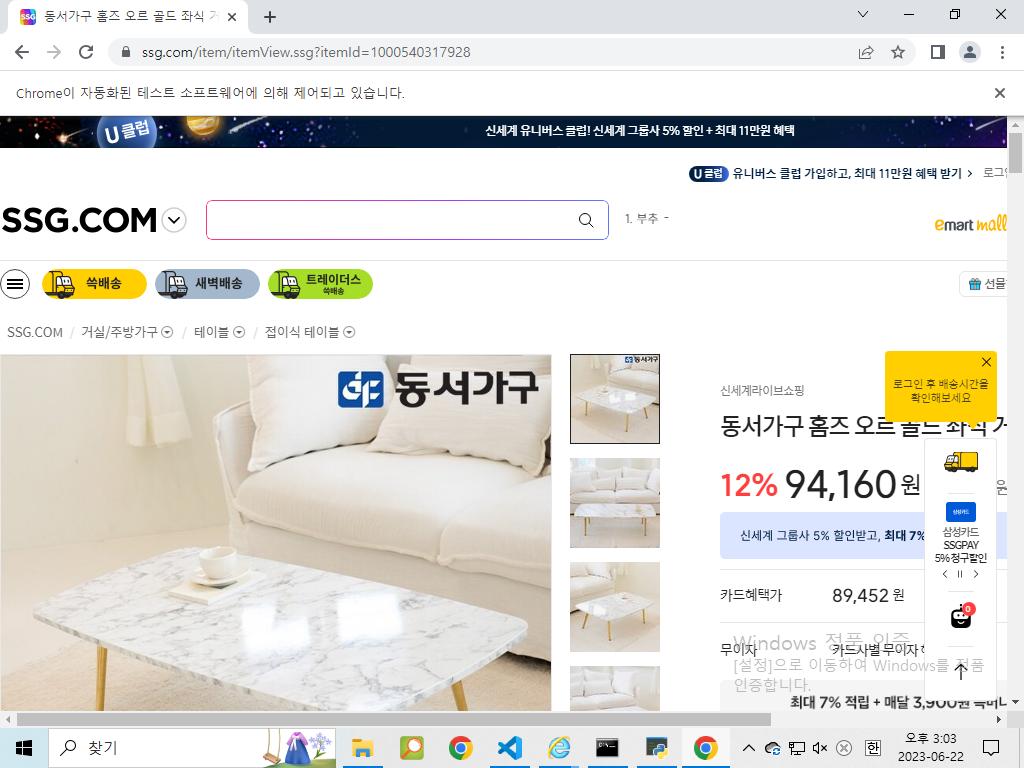 동서가구 홈즈 오르 골드 좌식
ssg.com/item/itemView.ssg?itemId=1000540317928
Chrome이 자동화된 테스트 소프트웨어에 의해 제어되고 있습니다.
U 클럽
신세계 유니버스 클럽! 신세계 그룹사 5% 할인 + 최대 11만원 혜택
U 클럽 유니버스 클럽 가입하고, 최대 11만원 혜택 받기
SSG.COM
1. 부추 -
emart mall
쓱배송
새벽배송
트레이더스
쓱배송
선물
SSG.COM / 거실/주방가구 / 테이블 / 접이식 테이블
동서가구
동서가구
로그인 후 배송시간을
확인해보세요
신세계라이브쇼핑
동서가구 홈즈 오르 골드 좌식
12% 94,160원
신세계 그룹사 5% 할인받고, 최대 7%
삼성카드
삼성카드
SSGPAY
5% 청구할인
카드혜택가 89,452 원
0
무이자 카드사별 무이자
Windows 정품 인증
[설정]으로 이동하여 Windows를 정품
인증합니다.
최대 7% 적립 + 매달 3,900원
찾기
한
오후 3:03
2023-06-22